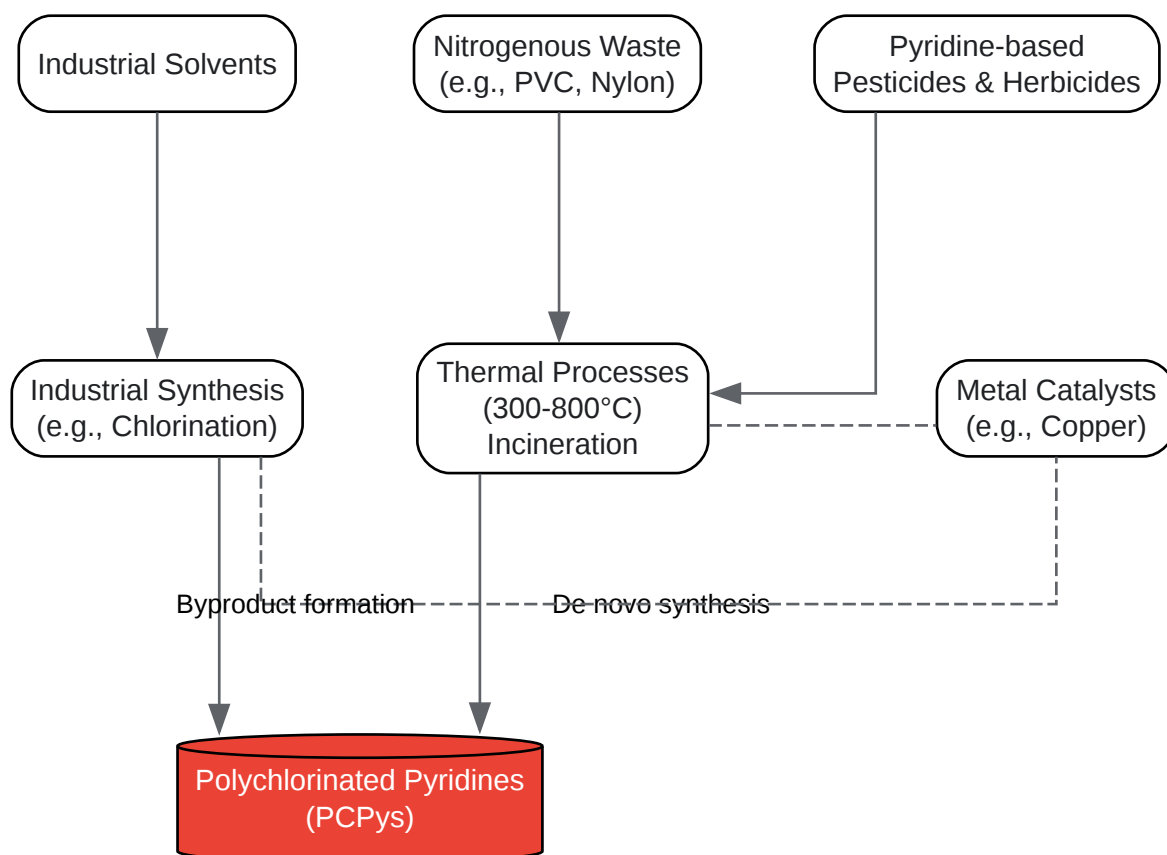 Industrial Solvents
Nitrogenous Waste
(e.g., PVC, Nylon)
Pyridine-based
Pesticides & Herbicides
Industrial Synthesis
(e.g., Chlorination)
Thermal Processes
(300-800°C)
Incineration
Metal Catalysts
(e.g., Copper)
Byproduct formation
De novo synthesis
Polychlorinated Pyridines
(PCPys)